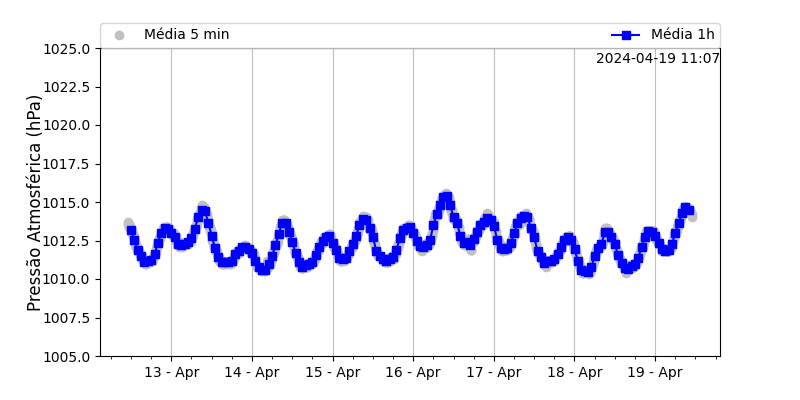 Média 5 min
Média 1h
2024-04-19 11:07
Pressão Atmosférica (hPa)
1025.0
1022.5
1020.0
1017.5
1015.0
1012.5
1010.0
1007.5
1005.0
13 - Apr
14 - Apr
15 - Apr
16 - Apr
17 - Apr
18 - Apr
19 - Apr